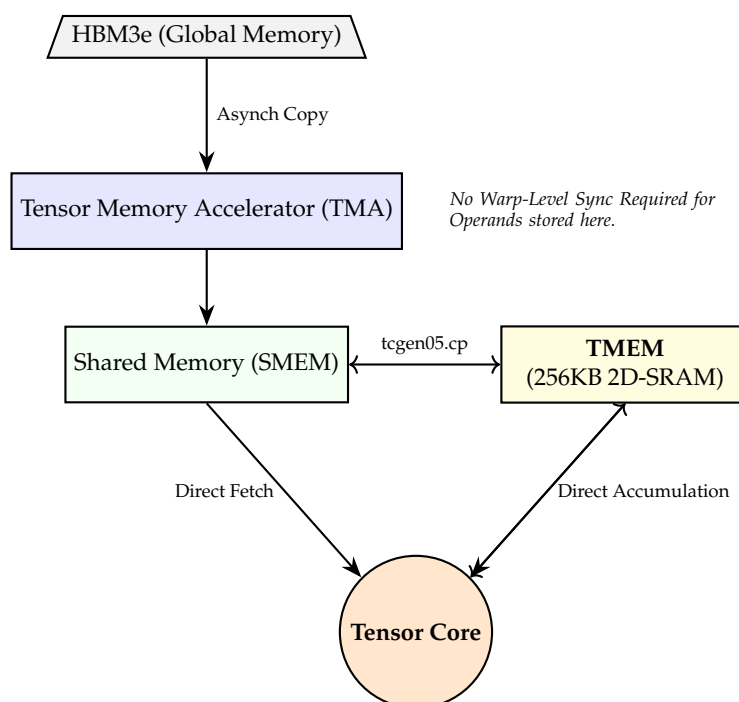 HBM3e (Global Memory)
Asynch Copy
Tensor Memory Accelerator (TMA)
No Warp-Level Sync Required for
Operands stored here.
Shared Memory (SMEM)
tcgen05.cp
TMEM
(256KB 2D-SRAM)
Direct Fetch
Direct Accumulation
Tensor Core